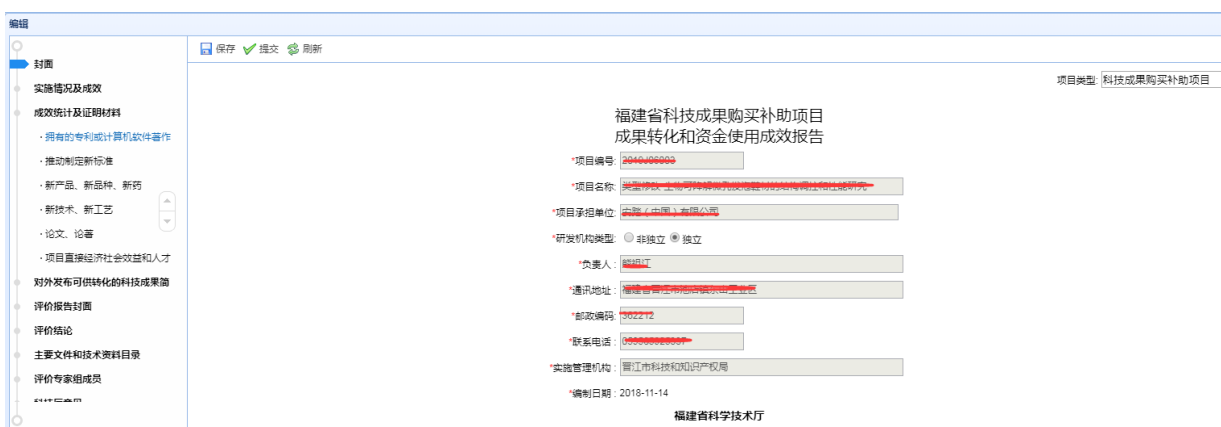 编辑
保存 提交 刷新
封面
实施情况及成效
成效统计及证明材料
·拥有的专利或计算机软件著作
·推动制定新标准
·新产品、新品种、新药
·新技术、新工艺
·论文、论著
·项目直接经济社会效益和人才
对外发布可供转化的科技成果简
评价报告封面
评价结论
主要文件和技术资料目录
评价专家组成员
项目类型: 科技成果购买补助项目
福建省科技成果购买补助项目
成果转化和资金使用成效报告
*项目编号:
*项目名称:
*项目承担单位:
*研发机构类型: 非独立 独立
*负责人:
*通讯地址:
*邮政编码: 362212
*联系电话:
*实施管理机构: 晋江市科技和知识产权局
*编制日期: 2018-11-14
福建省科学技术厅